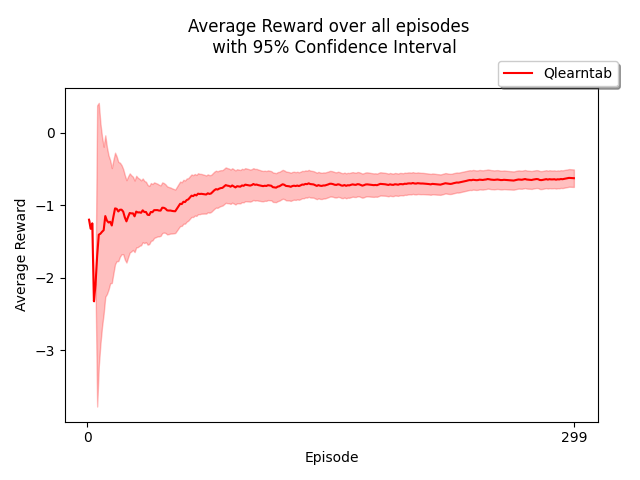 Average Reward over all episodes
with 95% Confidence Interval
Qlearntab
0
−1
−2
−3
Average Reward
0
299
Episode